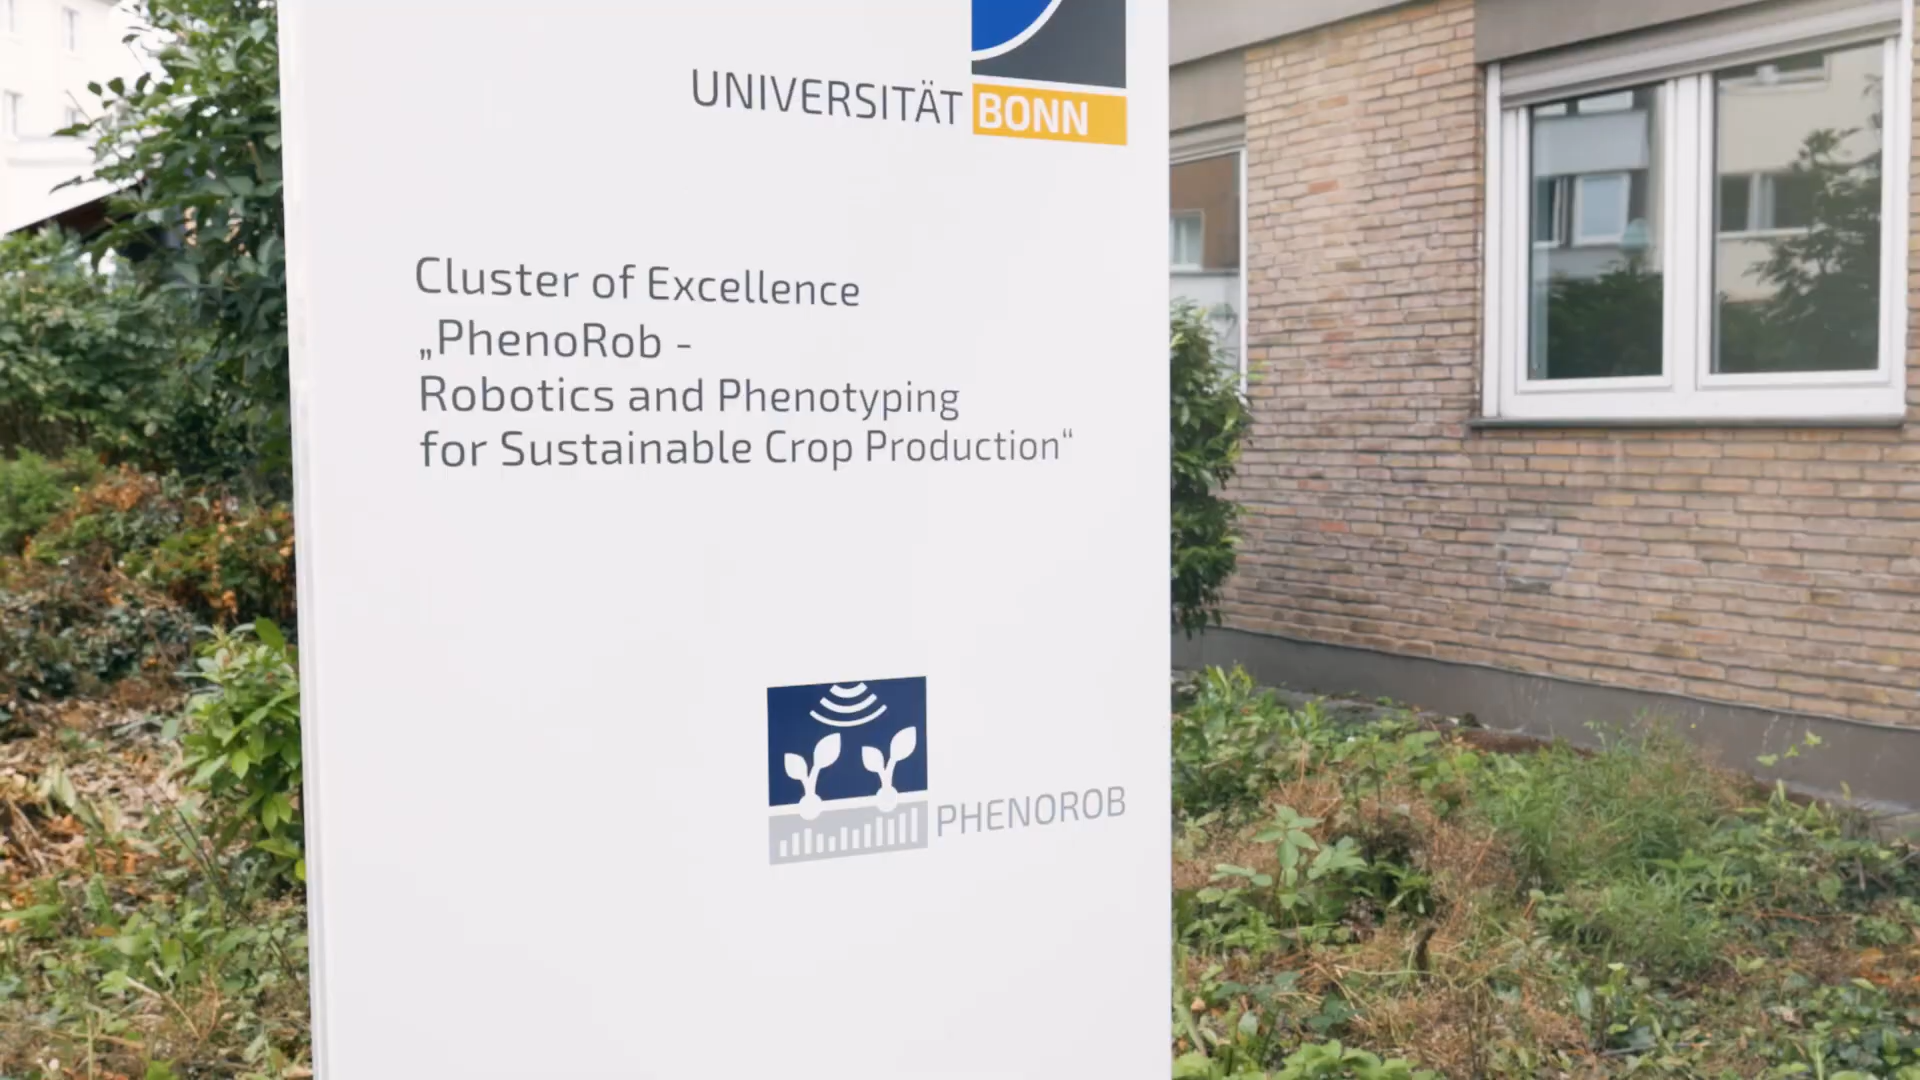 UNIVERSITÄT BONN
Cluster of Excellence
„PhenoRob -
Robotics and Phenotyping
for Sustainable Crop Production“
PHENOROB